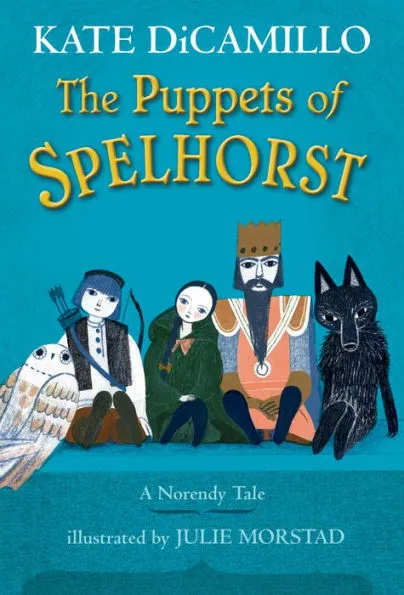 KATE DiCAMILLO
The Puppets of
SPELHORST
A Norendy Tale
illustrated by JULIE MORSTAD